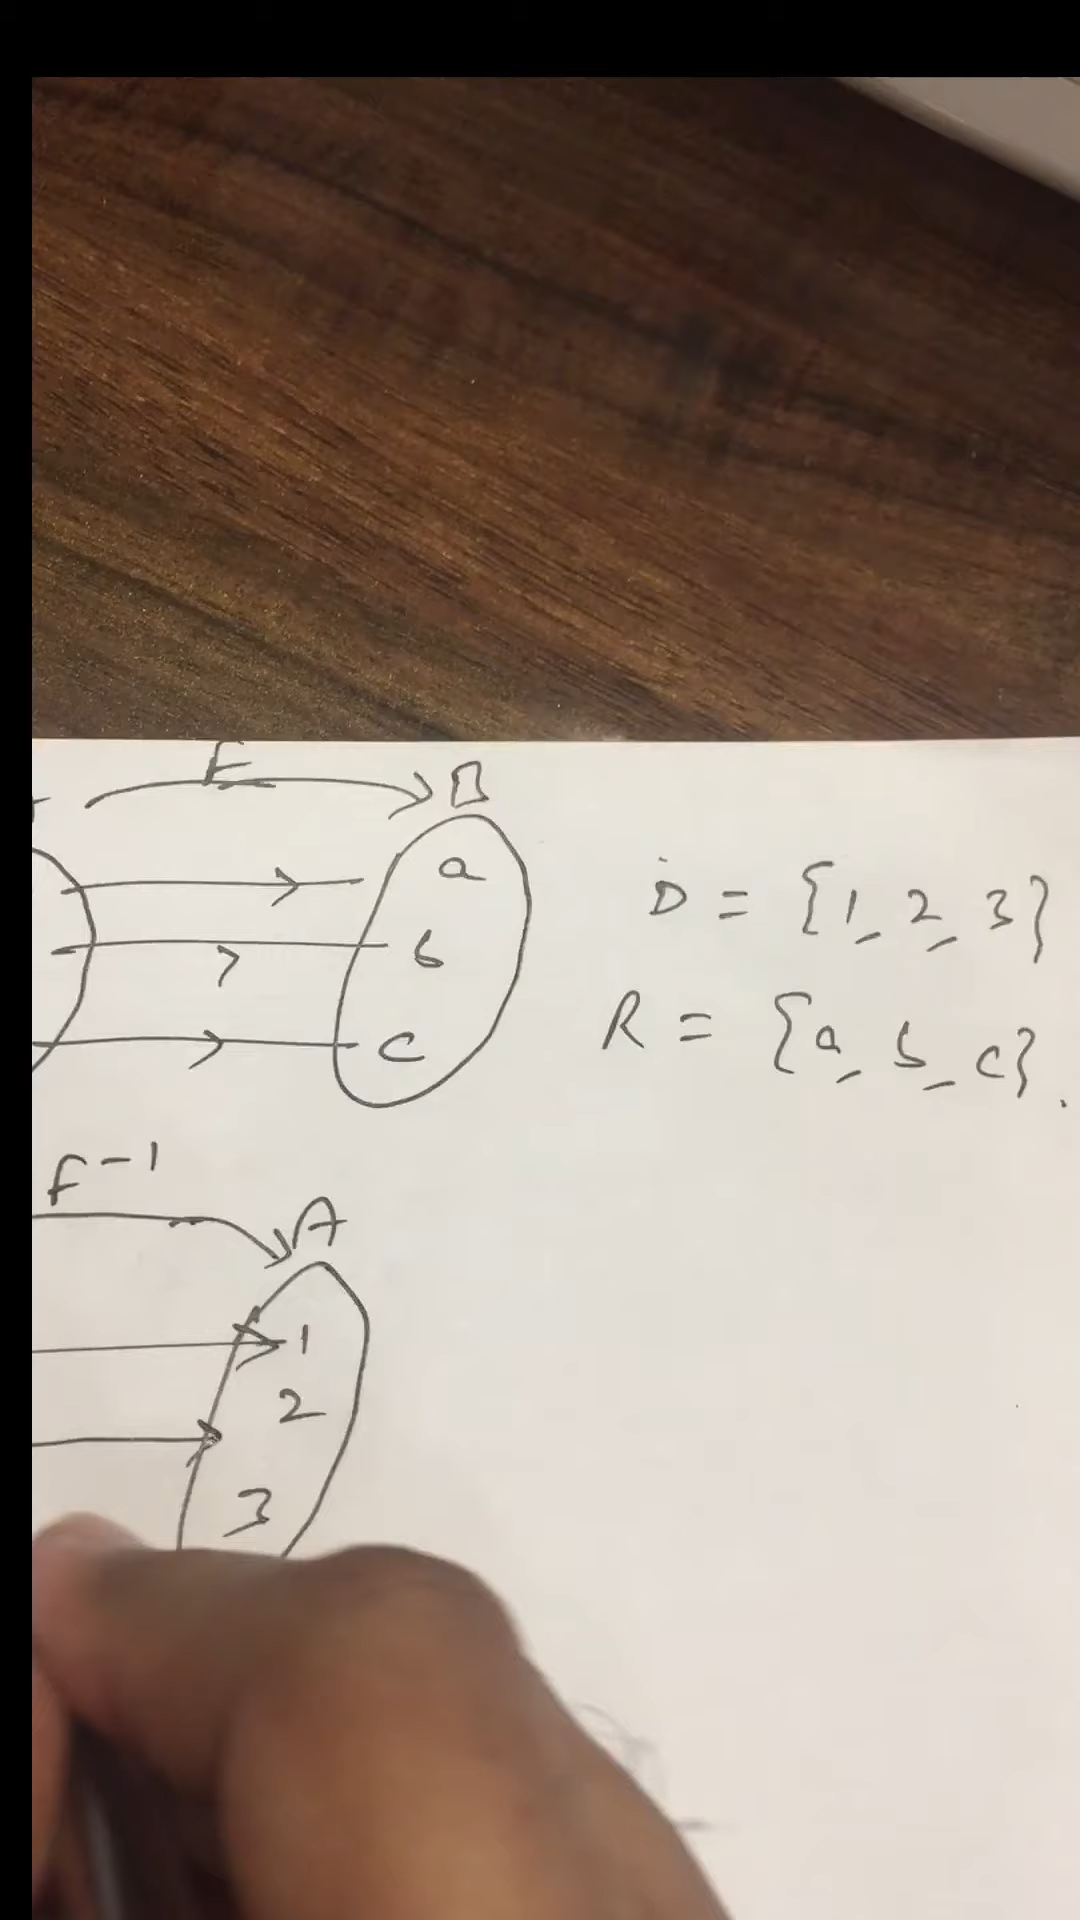 F
B
a
b
c
D = {1, 2, 3}
R = {a, b, c}.
F-1
A
1
2
3